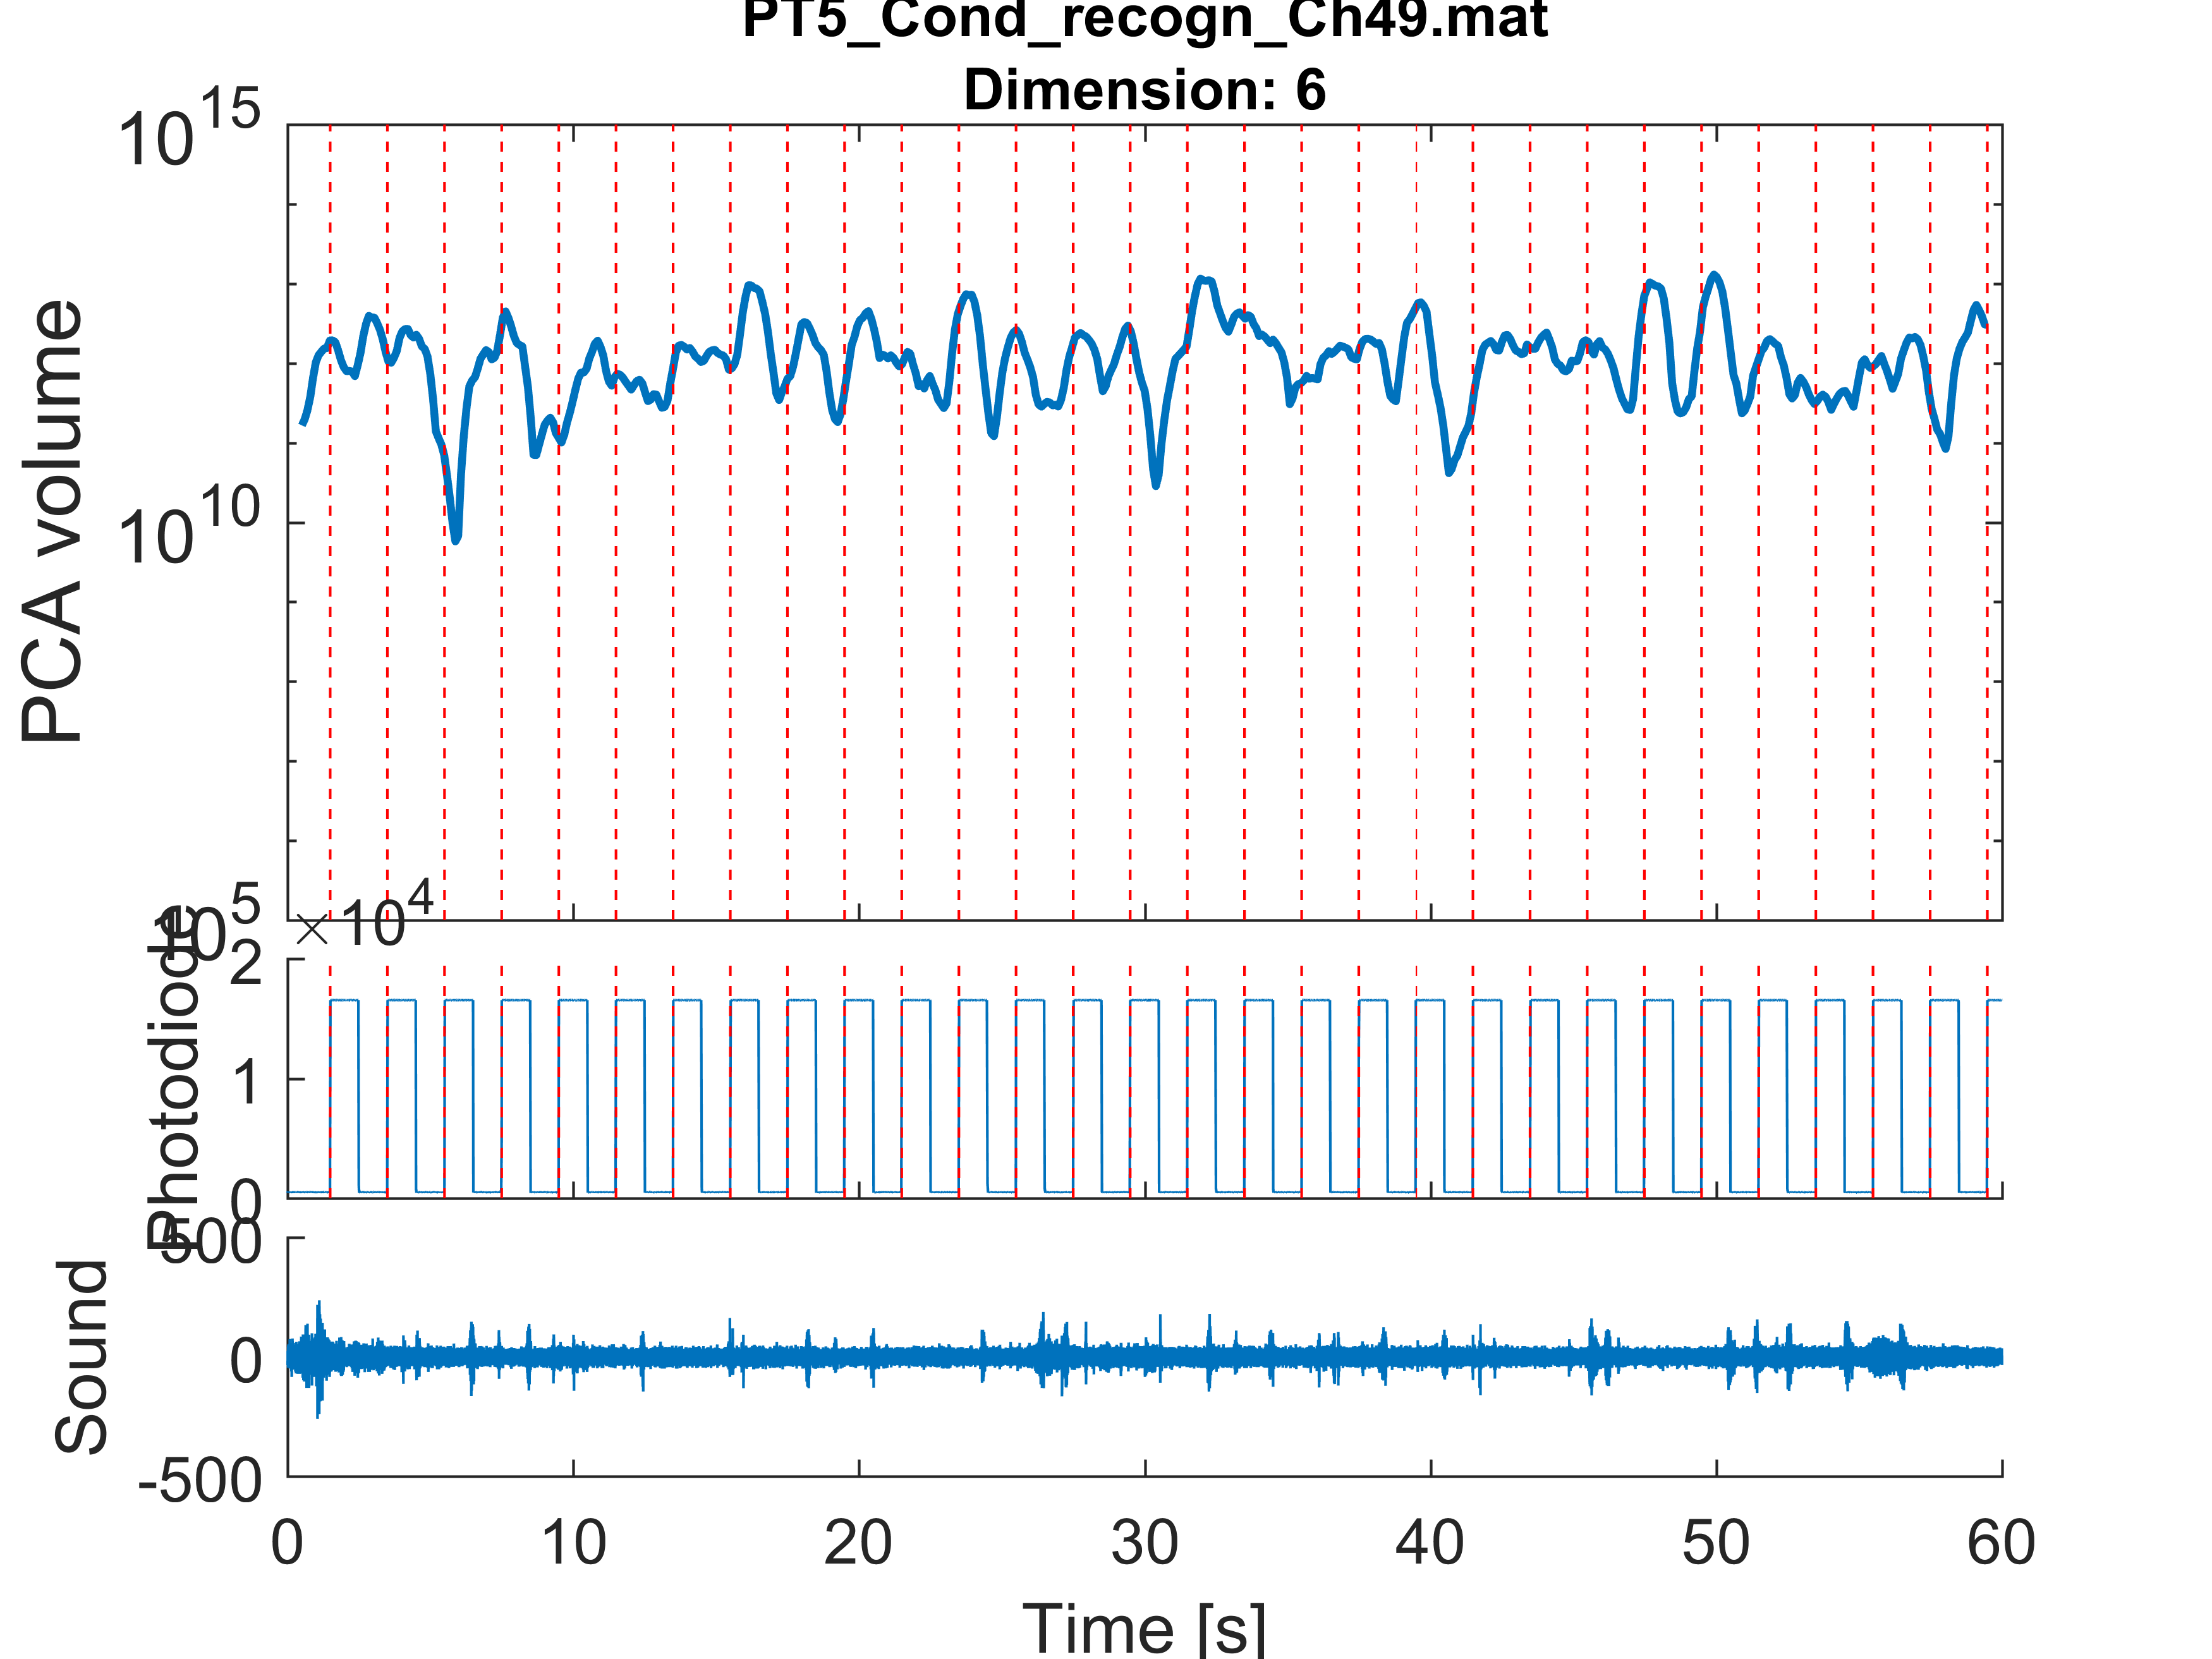 PT5_Cond_recogn_Ch49.mat
Dimension: 6
10^15
10^10
10^5
PCA volume
×10^4
2
1
0
Photodiode
500
0
-500
Sound
0 10 20 30 40 50 60
Time [s]